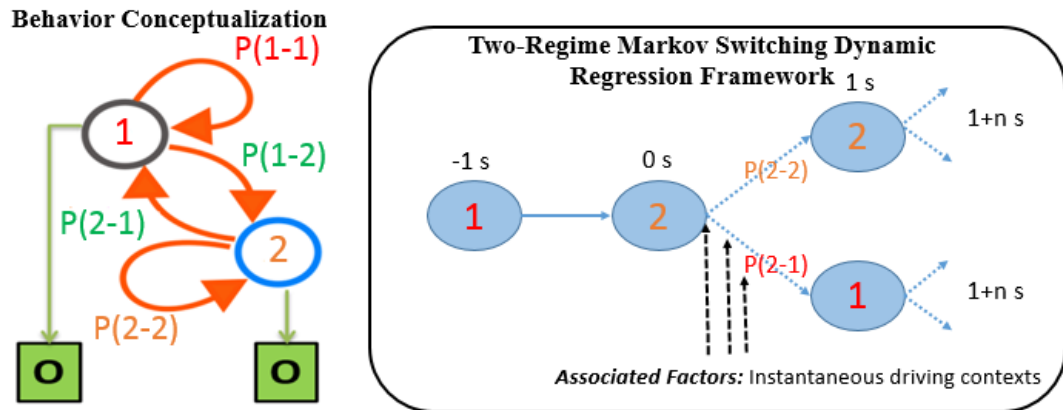 Behavior Conceptualization
P(1-1)
1
P(1-2)
P(2-1)
2
P(2-2)
O
O
Two-Regime Markov Switching Dynamic
Regression Framework
1 s
2
1+n s
-1 s
0 s
P(2-2)
1
2
P(2-1)
1
1+n s
Associated Factors: Instantaneous driving contexts